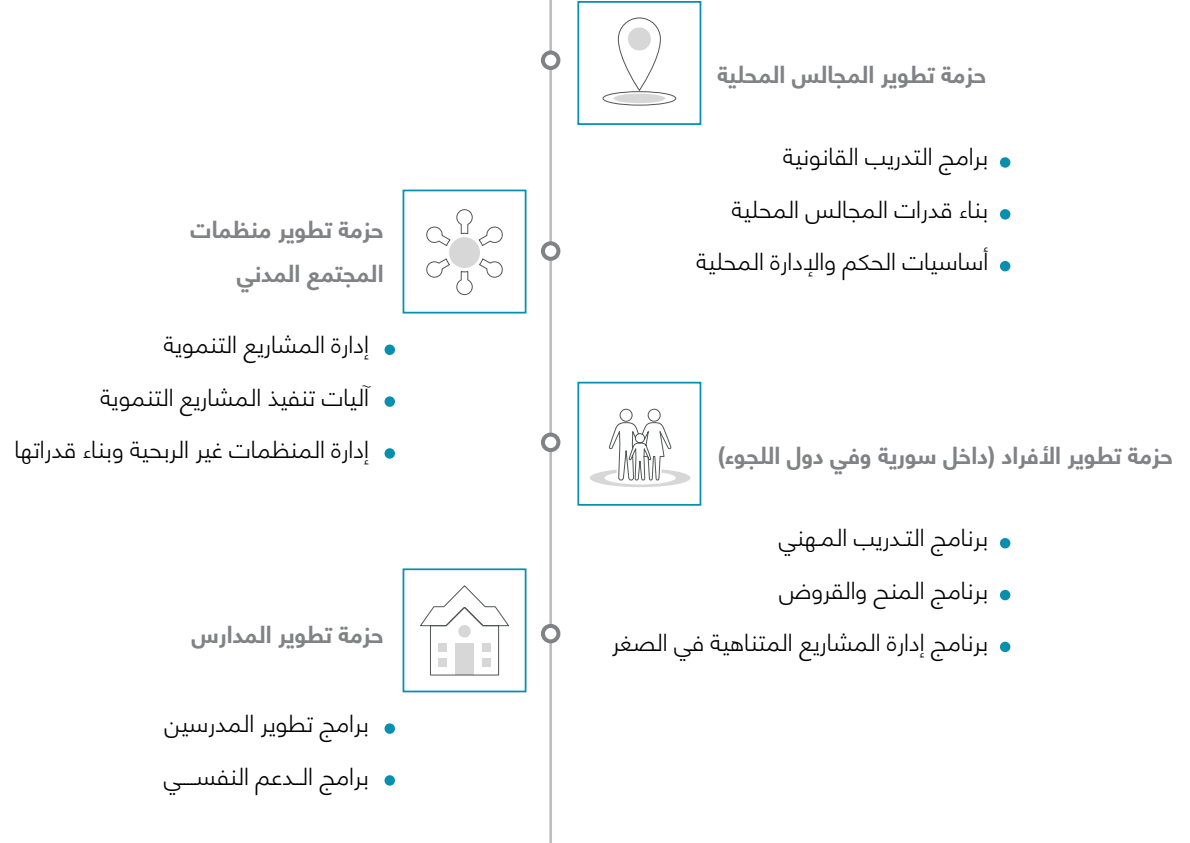 حزمة تطوير المجالس المحلية
برامج التدريب القانونية
بناء قدرات المجالس المحلية
أساسيات الحكم والإدارة المحلية
حزمة تطوير منظمات
المجتمع المدني
إدارة المشاريع التنموية
آليات تنفيذ المشاريع التنموية
إدارة المنظمات غير الربحية وبناء قدراتها
حزمة تطوير الأفراد (داخل سورية وفي دول اللجوء)
برنامج التدريب المهني
برنامج المنح والقروض
برنامج إدارة المشاريع المتناهية في الصغر
حزمة تطوير المدارس
برامج تطوير المدرسين
برامج الــدعم النفســـي